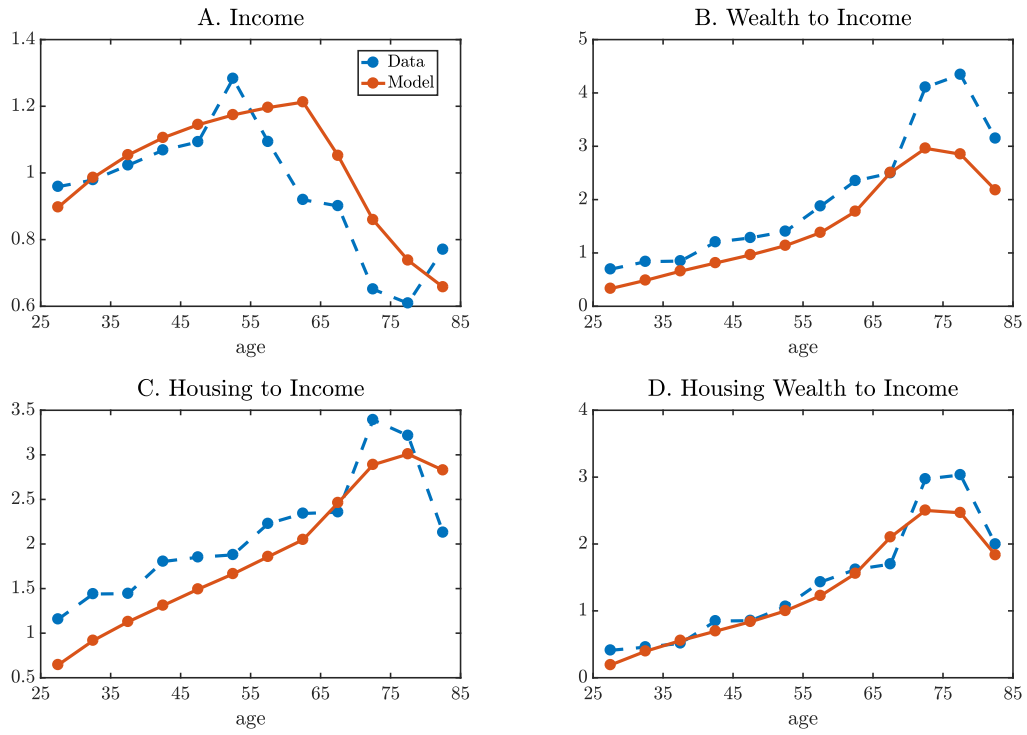 A. Income
1.4
1.2
1
0.8
0.6
25 35 45 55 65 75 85
age
Data
Model
B. Wealth to Income
5
4
3
2
1
0
25 35 45 55 65 75 85
age
C. Housing to Income
3.5
3
2.5
2
1.5
1
0.5
25 35 45 55 65 75 85
age
D. Housing Wealth to Income
4
3
2
1
0
25 35 45 55 65 75 85
age